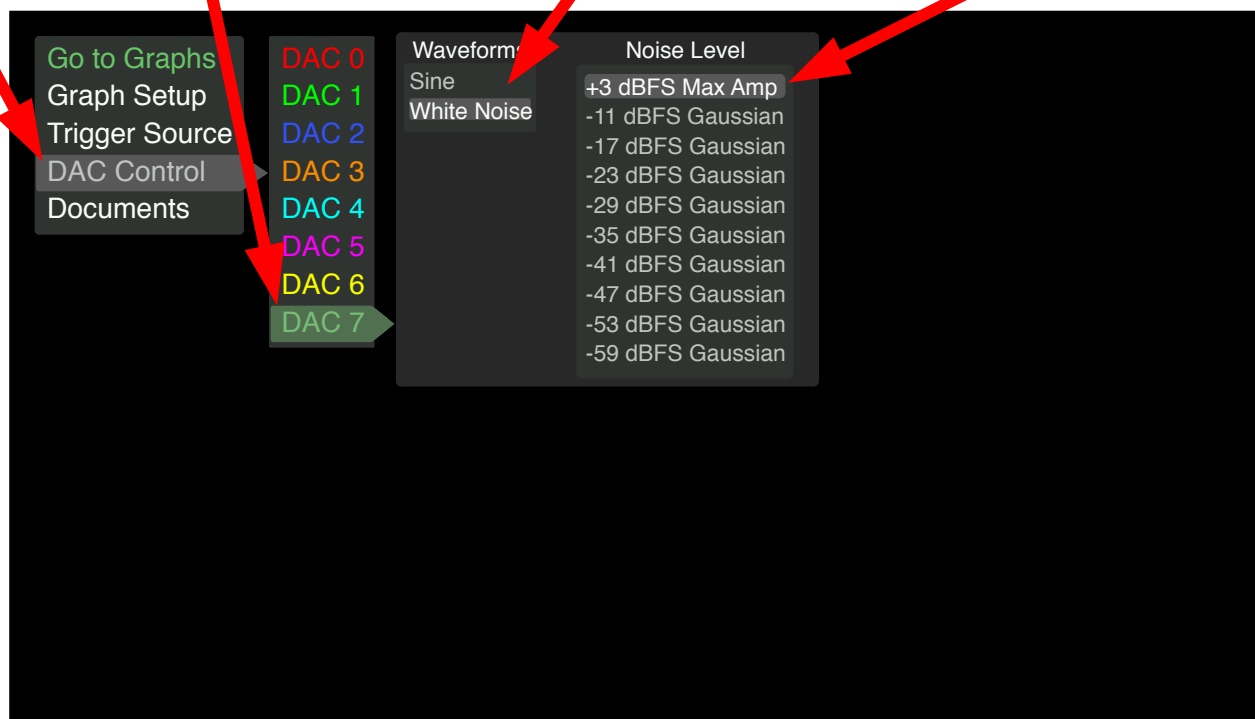 Go to Graphs
Graph Setup
Trigger Source
DAC Control
Documents
DAC 0
DAC 1
DAC 2
DAC 3
DAC 4
DAC 5
DAC 6
DAC 7
Waveforms
Sine
White Noise
Noise Level
+3 dBFS Max Amp
-11 dBFS Gaussian
-17 dBFS Gaussian
-23 dBFS Gaussian
-29 dBFS Gaussian
-35 dBFS Gaussian
-41 dBFS Gaussian
-47 dBFS Gaussian
-53 dBFS Gaussian
-59 dBFS Gaussian